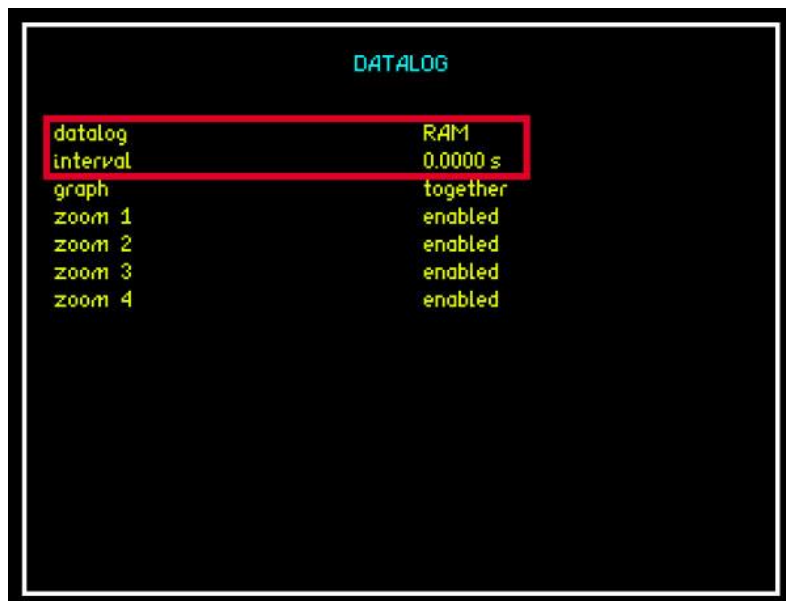 DATALOG
datalog RAM
interval 0.0000 s
graph together
zoom 1 enabled
zoom 2 enabled
zoom 3 enabled
zoom 4 enabled